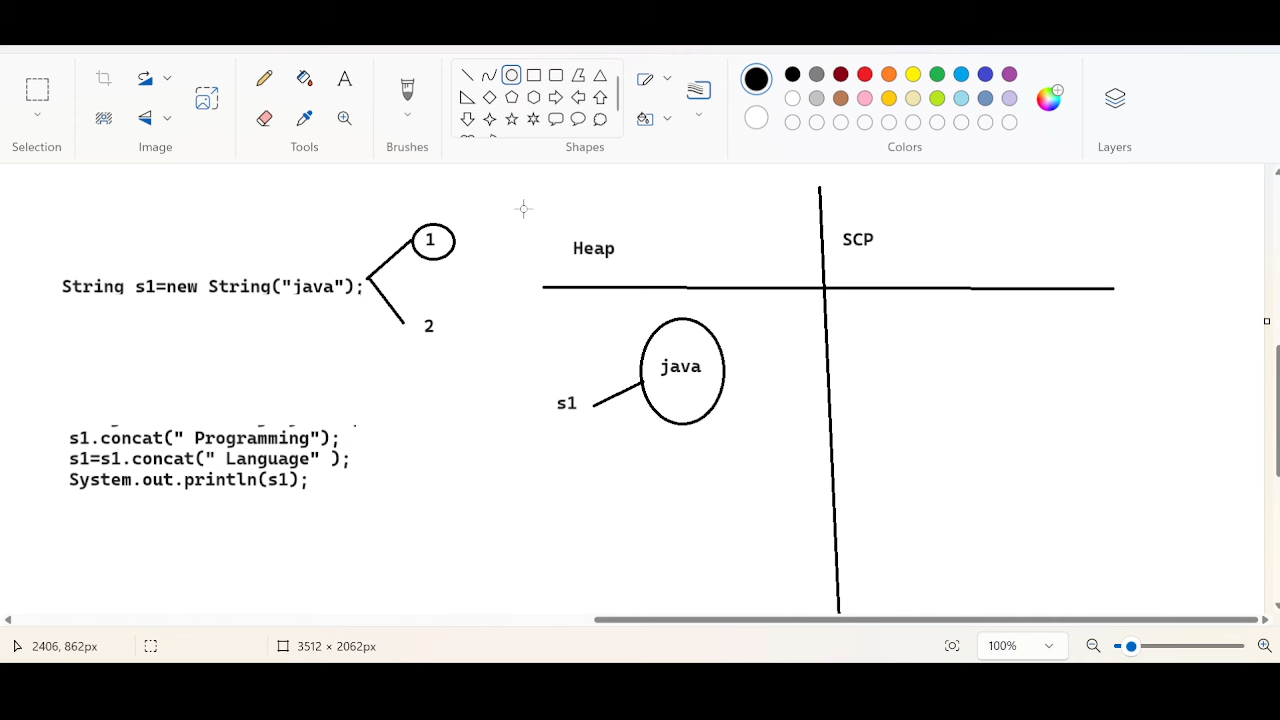 Selection
Image
Tools
Brushes
Shapes
Colors
Layers
A
Heap
SCP
1
String s1=new String("java");
2
java
s1
s1.concat(" Programming");
s1=s1.concat(" Language" );
System.out.println(s1);
2406, 862px
3512 × 2062px
100%